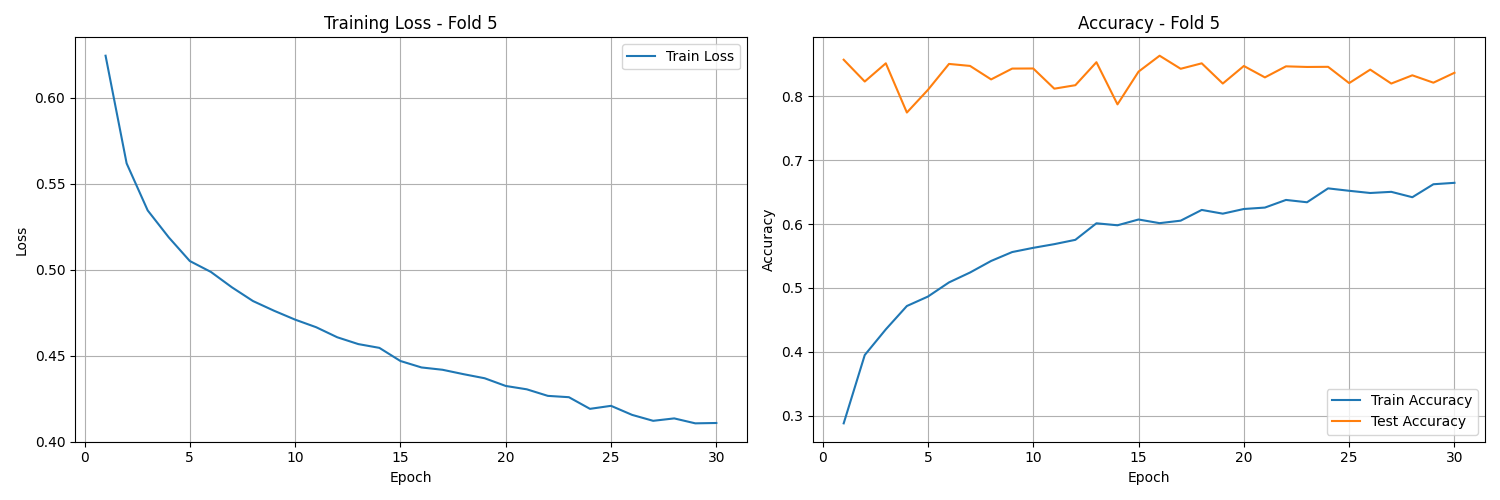 Training Loss - Fold 5
Train Loss
0.60
0.55
0.50
0.45
0.40
Loss
0 5 10 15 20 25 30
Epoch
Accuracy - Fold 5
0.8
0.7
0.6
0.5
0.4
0.3
Accuracy
Train Accuracy
Test Accuracy
0 5 10 15 20 25 30
Epoch